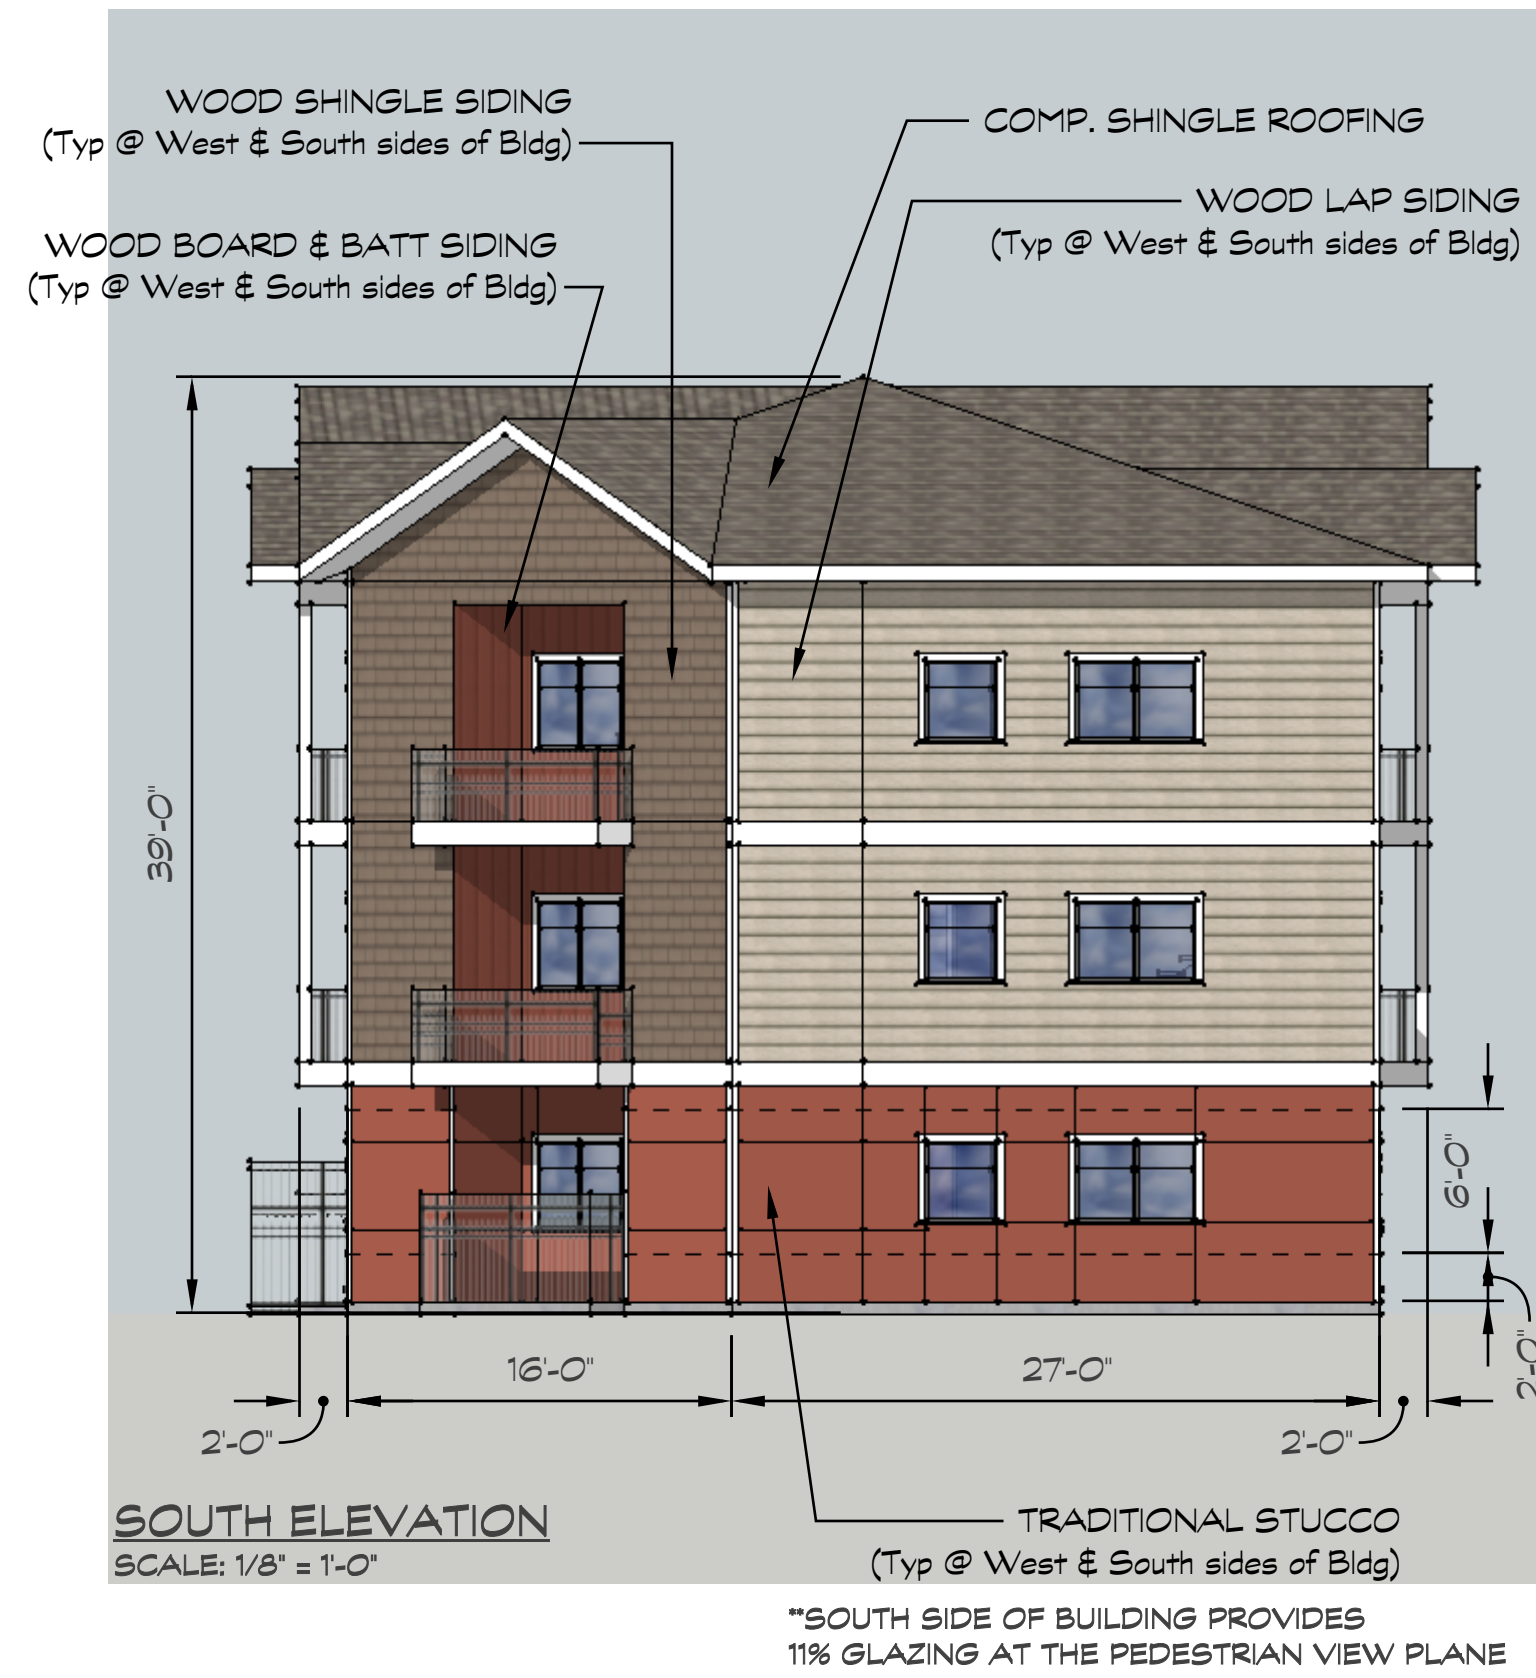 WOOD SHINGLE SIDING
(Typ @ West & South sides of Bldg)
COMP. SHINGLE ROOFING
WOOD LAP SIDING
(Typ @ West & South sides of Bldg)
WOOD BOARD & BATT SIDING
(Typ @ West & South sides of Bldg)
39'-0"
6'-0"
2'-0"
16'-0"
27'-0"
2'-0"
2'-0"
SOUTH ELEVATION
SCALE: 1/8" = 1'-0"
TRADITIONAL STUCCO
(Typ @ West & South sides of Bldg)
**SOUTH SIDE OF BUILDING PROVIDES
11% GLAZING AT THE PEDESTRIAN VIEW PLANE